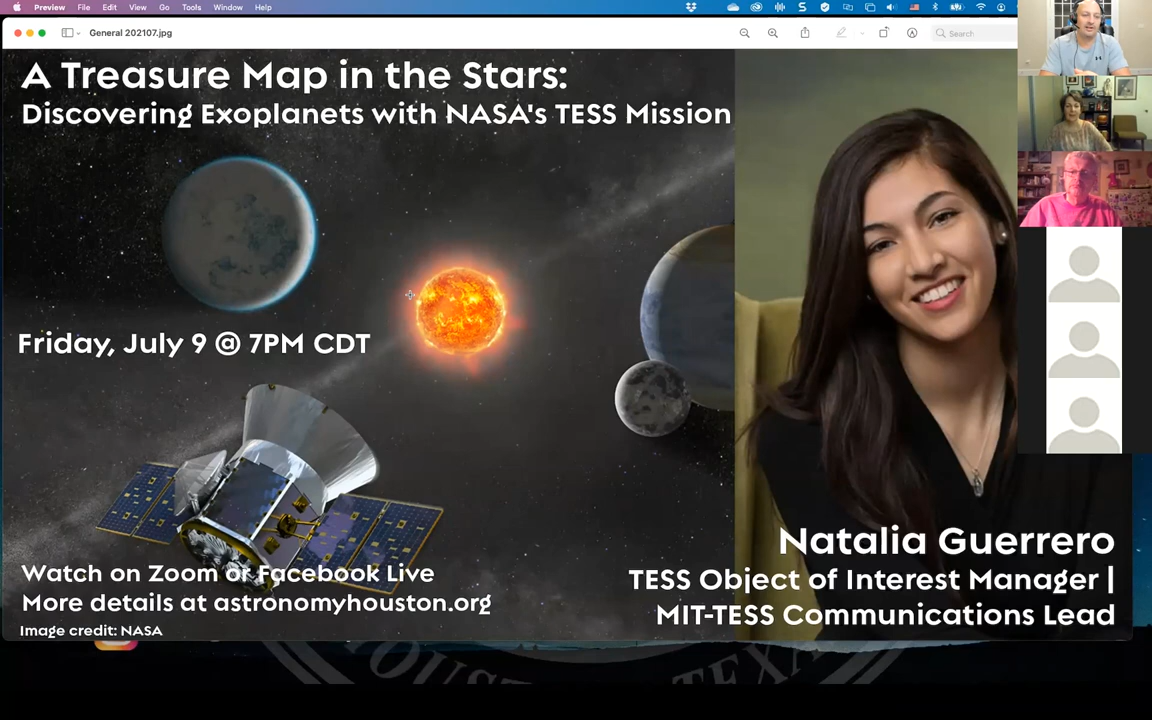 Preview File Edit View Go Tools Window Help
General 202107.jpg
Search
A Treasure Map in the Stars:
Discovering Exoplanets with NASA's TESS Mission
Friday, July 9 @ 7PM CDT
Watch on Zoom or Facebook Live
More details at astronomyhouston.org
Image credit: NASA
Natalia Guerrero
TESS Object of Interest Manager |
MIT-TESS Communications Lead
HOUSTON TEXAS